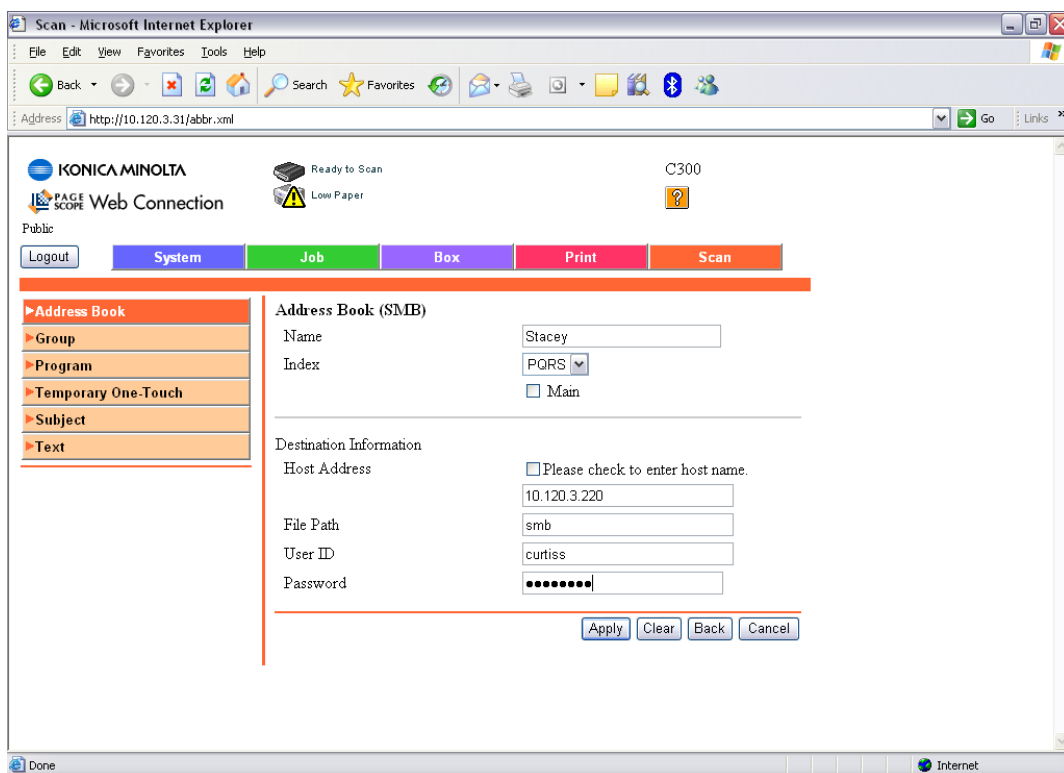 Scan - Microsoft Internet Explorer
File Edit View Favorites Tools Help
Back Search Favorites
Address http://10.120.3.31/abbr.xml Go Links »
KONICA MINOLTA Ready to Scan C300
PAGE SCOPE Web Connection Low Paper ?
Public
Logout System Job Box Print Scan
Address Book
Group
Program
Temporary One-Touch
Subject
Text
Address Book (SMB)
Name Stacey
Index PQRS
Main
Destination Information
Host Address Please check to enter host name.
10.120.3.220
File Path smb
User ID curtiss
Password ••••••••
Apply Clear Back Cancel
Done Internet